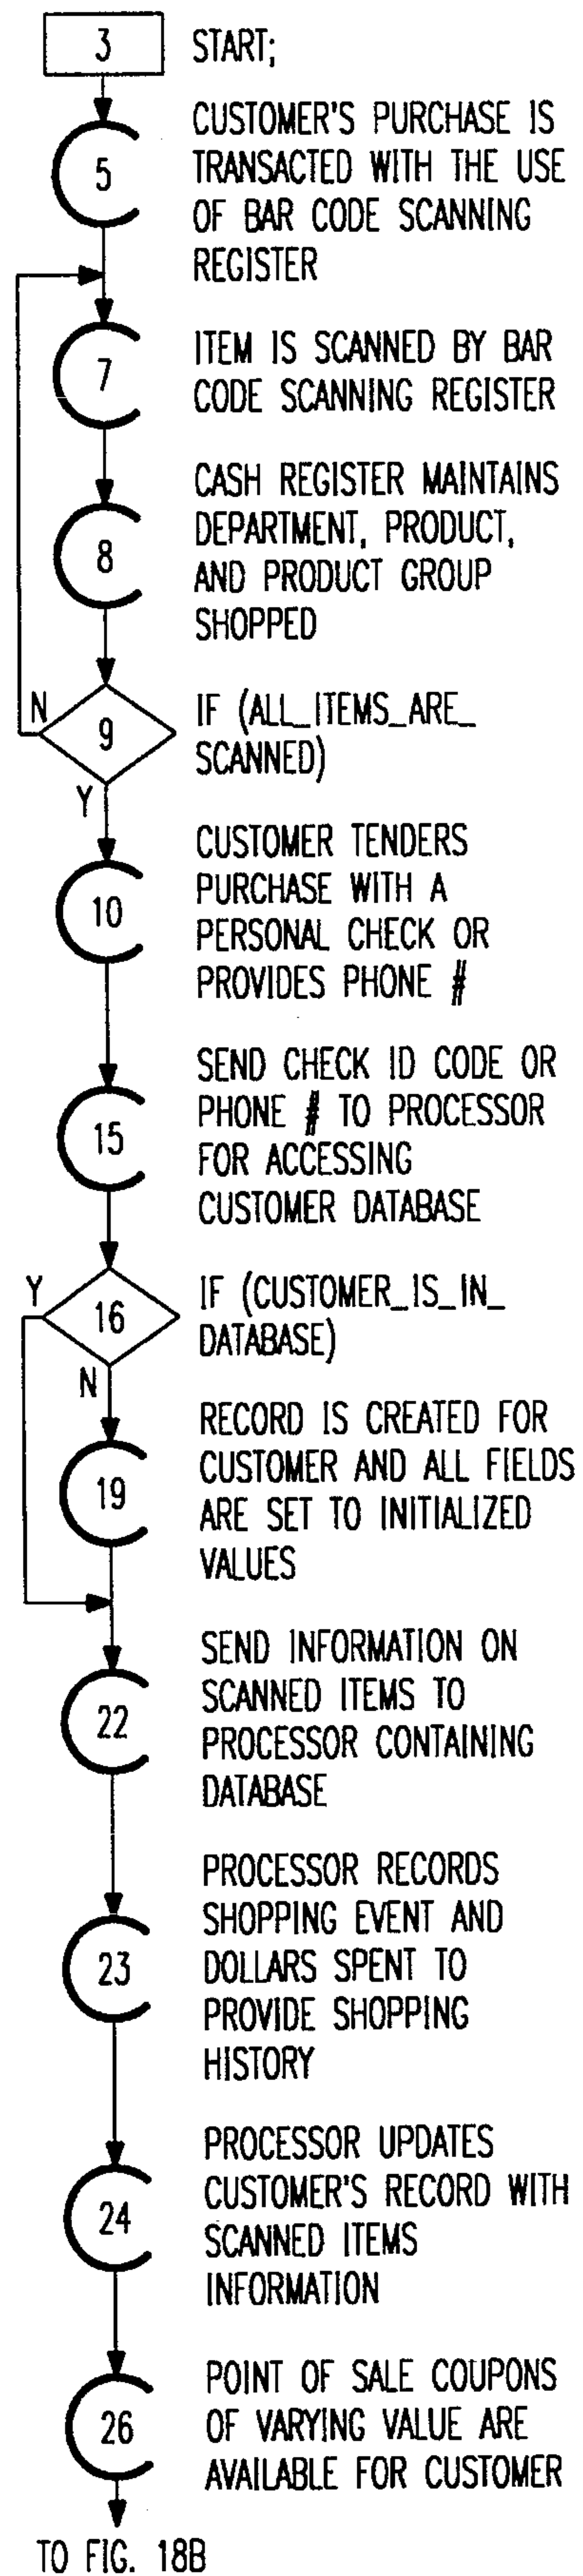 3 START;
5 CUSTOMER'S PURCHASE IS
TRANSACTED WITH THE USE
OF BAR CODE SCANNING
REGISTER
7 ITEM IS SCANNED BY BAR
CODE SCANNING REGISTER
8 CASH REGISTER MAINTAINS
DEPARTMENT, PRODUCT,
AND PRODUCT GROUP
SHOPPED
N 9 IF (ALL_ITEMS_ARE_
SCANNED)
Y
10 CUSTOMER TENDERS
PURCHASE WITH A
PERSONAL CHECK OR
PROVIDES PHONE #
15 SEND CHECK ID CODE OR
PHONE # TO PROCESSOR
FOR ACCESSING
CUSTOMER DATABASE
Y 16 IF (CUSTOMER_IS_IN_
DATABASE)
N
19 RECORD IS CREATED FOR
CUSTOMER AND ALL FIELDS
ARE SET TO INITIALIZED
VALUES
22 SEND INFORMATION ON
SCANNED ITEMS TO
PROCESSOR CONTAINING
DATABASE
23 PROCESSOR RECORDS
SHOPPING EVENT AND
DOLLARS SPENT TO
PROVIDE SHOPPING
HISTORY
24 PROCESSOR UPDATES
CUSTOMER'S RECORD WITH
SCANNED ITEMS
INFORMATION
26 POINT OF SALE COUPONS
OF VARYING VALUE ARE
AVAILABLE FOR CUSTOMER
TO FIG. 18B